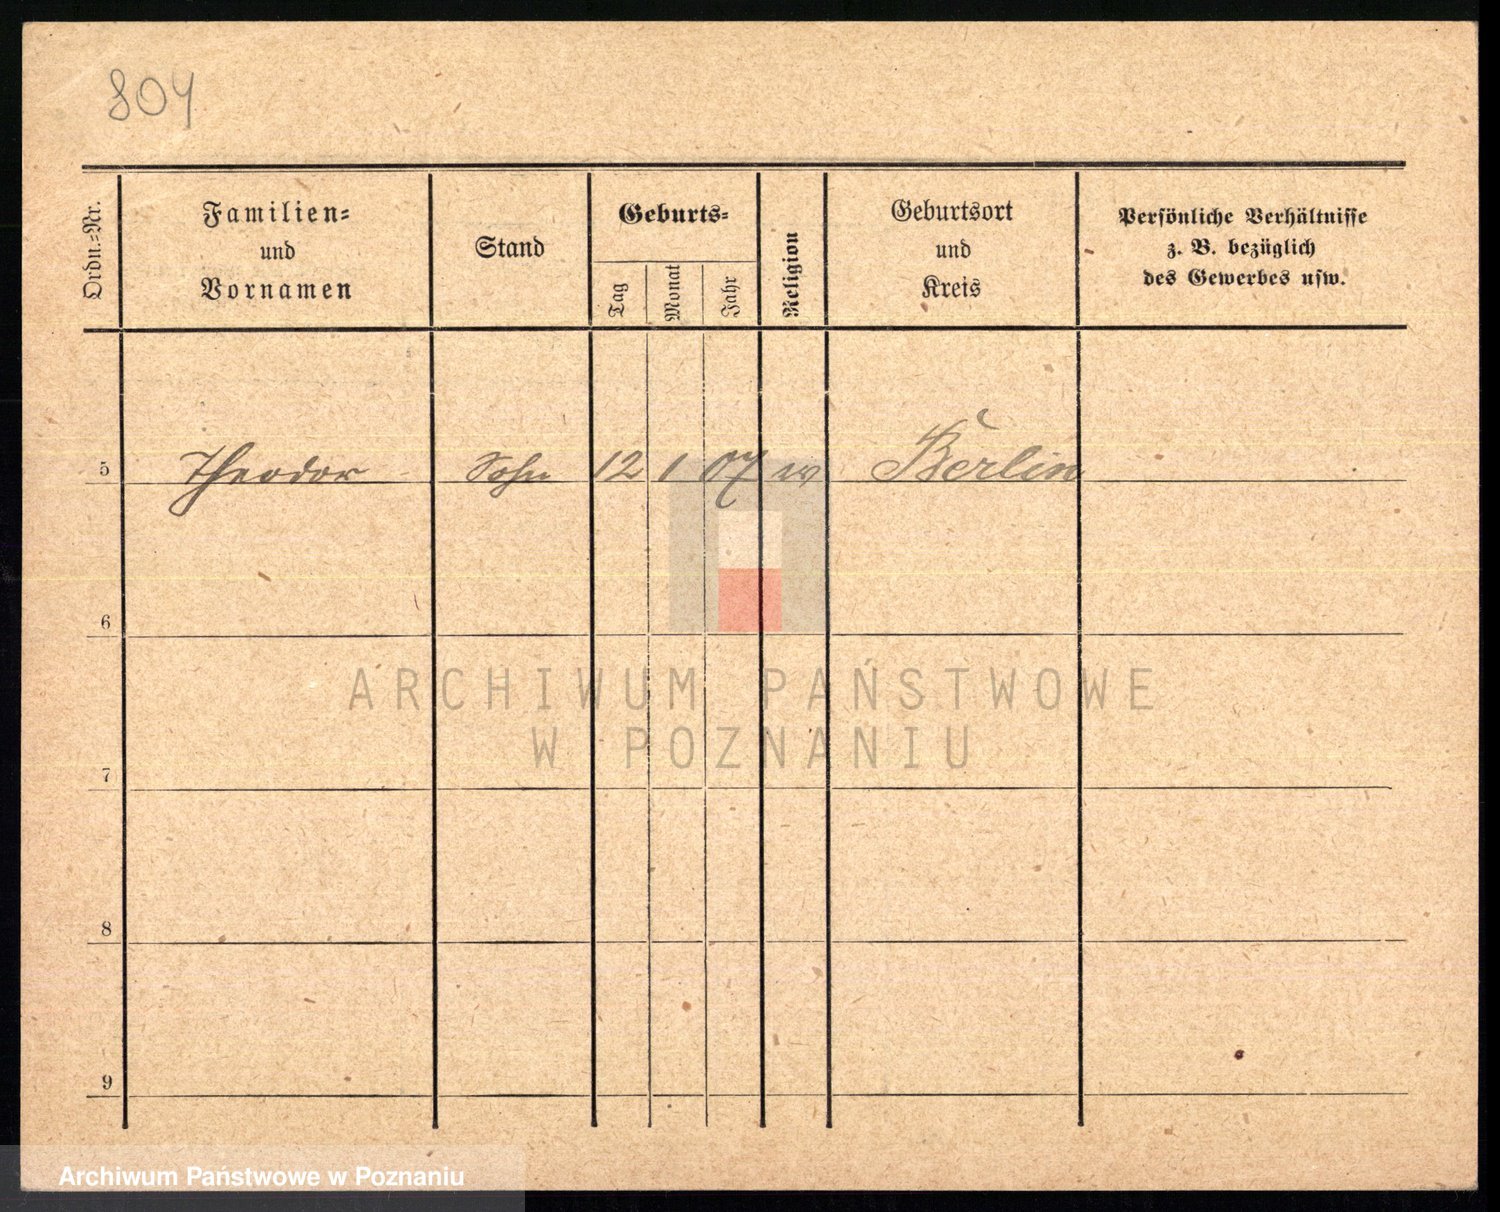 804
Ordn.=Nr.
Familien=
und
Vornamen
Stand
Geburts=
Tag
Monat
Jahr
Religion
Geburtsort
und
Kreis
Persönliche Verhältnisse
z. B. bezüglich
des Gewerbes usw.
5 Theodor Sohn 12 1 07 Berlin
6
7
8
9
ARCHIWUM PAŃSTWOWE
W POZNANIU
Archiwum Państwowe w Poznaniu